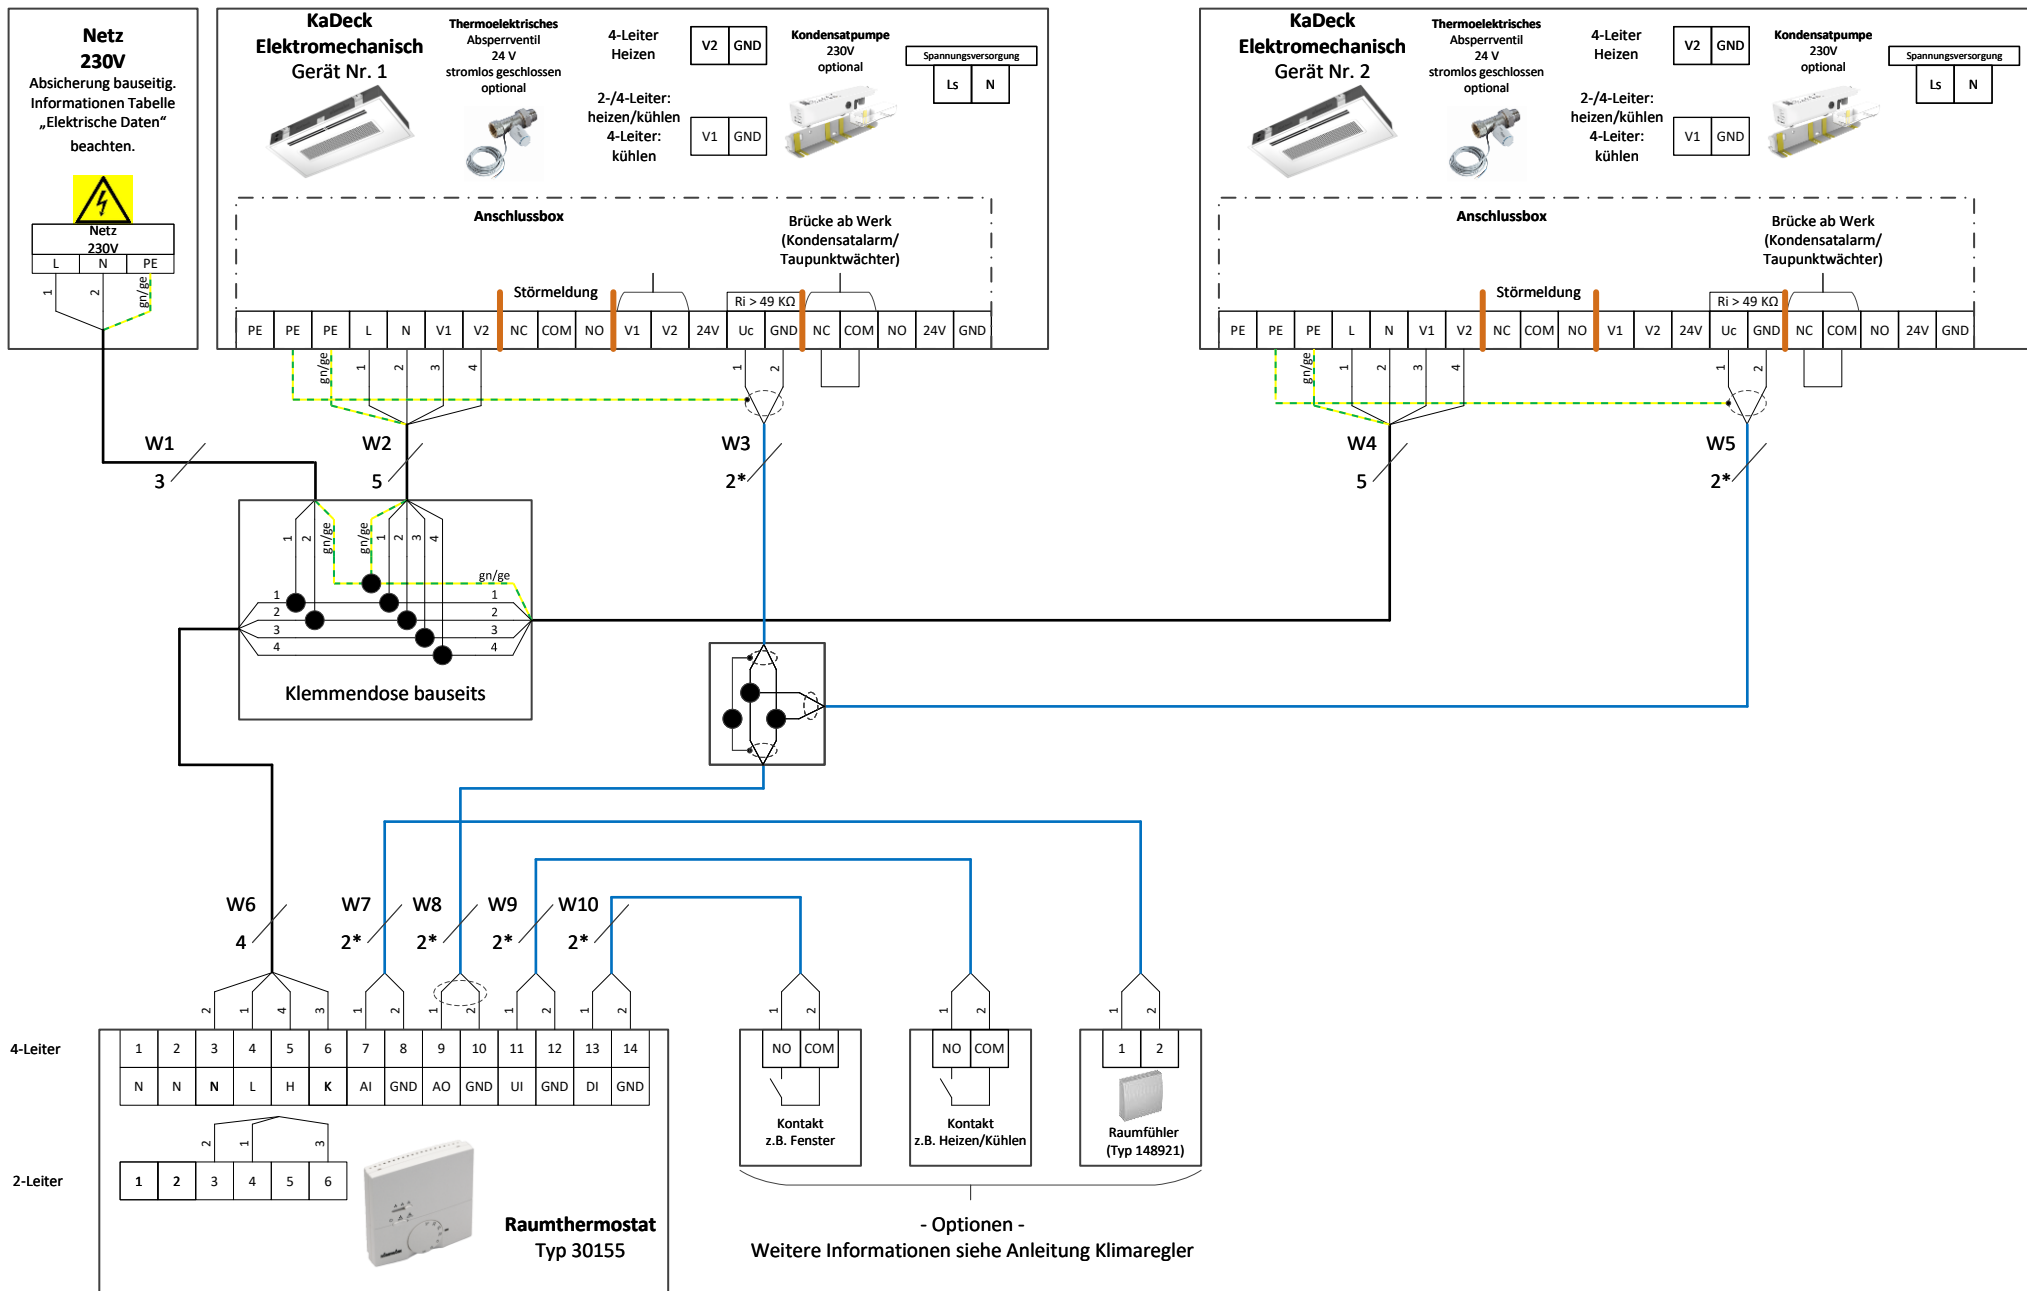 Netz
230V
Absicherung bauseitig.
Informationen Tabelle
„Elektrische Daten“
beachten.
Netz
230V
L N PE
1 2 gn/ge
KaDeck
Elektromechanisch
Gerät Nr. 1
Thermoelektrisches
Absperrventil
24 V
stromlos geschlossen
optional
4-Leiter
Heizen
V2 GND
2-/4-Leiter:
heizen/kühlen
4-Leiter:
kühlen
V1 GND
Kondensatpumpe
230V
optional
Spannungsversorgung
Ls N
Anschlussbox
Brücke ab Werk
(Kondensatalarm/
Taupunktwächter)
Störmeldung
Ri > 49 KΩ
PE PE PE L N V1 V2 NC COM NO V1 V2 24V Uc GND NC COM NO 24V GND
gn/ge 1 2 3 4 1 2
KaDeck
Elektromechanisch
Gerät Nr. 2
Thermoelektrisches
Absperrventil
24 V
stromlos geschlossen
optional
4-Leiter
Heizen
V2 GND
2-/4-Leiter:
heizen/kühlen
4-Leiter:
kühlen
V1 GND
Kondensatpumpe
230V
optional
Spannungsversorgung
Ls N
Anschlussbox
Brücke ab Werk
(Kondensatalarm/
Taupunktwächter)
Störmeldung
Ri > 49 KΩ
PE PE PE L N V1 V2 NC COM NO V1 V2 24V Uc GND NC COM NO 24V GND
gn/ge 1 2 3 4 1 2
W1
3
W2
5
W3
2*
W4
5
W5
2*
1 2 gn/ge gn/ge 1 2 3 4
gn/ge
1 1
2 2
3 3
4 4
Klemmendose bauseits
W6
4
W7
2*
W8
2*
W9
2*
W10
2*
2 1 4 3 1 2 1 2 1 2 1 2
4-Leiter
1 2 3 4 5 6 7 8 9 10 11 12 13 14
N N N L H K AI GND AO GND UI GND DI GND
2 1 3
2-Leiter
1 2 3 4 5 6
Raumthermostat
Typ 30155
1 2
NO COM
Kontakt
z.B. Fenster
1 2
NO COM
Kontakt
z.B. Heizen/Kühlen
1 2
1 2
Raumfühler
(Typ 148921)
- Optionen -
Weitere Informationen siehe Anleitung Klimaregler